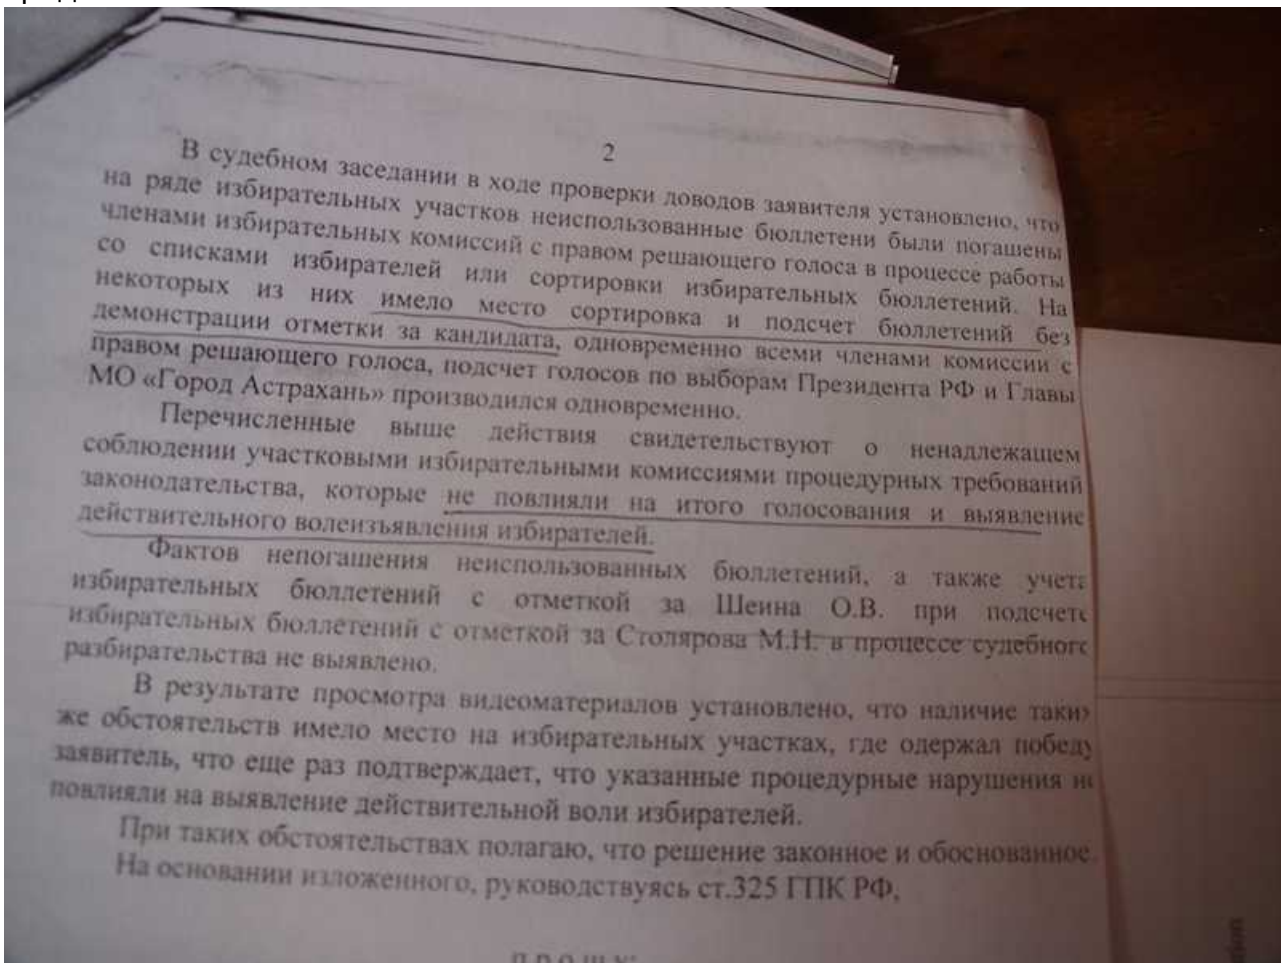 2
В судебном заседании в ходе проверки доводов заявителя установлено, что
на ряде избирательных участков неиспользованные бюллетени были погашены
членами избирательных комиссий с правом решающего голоса в процессе работы
со списками избирателей или сортировки избирательных бюллетений. На
некоторых из них имело место сортировка и подсчет бюллетений без
демонстрации отметки за кандидата, одновременно всеми членами комиссии с
правом решающего голоса, подсчет голосов по выборам Президента РФ и Главы
МО «Город Астрахань» производился одновременно.
Перечисленные выше действия свидетельствуют о ненадлежащем
соблюдении участковыми избирательными комиссиями процедурных требований
законодательства, которые не повлияли на итого голосования и выявление
действительного волеизъявления избирателей.
Фактов непогашения неиспользованных бюллетений, а также учета
избирательных бюллетений с отметкой за Шеина О.В. при подсчете
избирательных бюллетений с отметкой за Столярова М.Н. в процессе судебного
разбирательства не выявлено.
В результате просмотра видеоматериалов установлено, что наличие таких
же обстоятельств имело место на избирательных участках, где одержал победу
заявитель, что еще раз подтверждает, что указанные процедурные нарушения не
повлияли на выявление действительной воли избирателей.
При таких обстоятельствах полагаю, что решение законное и обоснованное.
На основании изложенного, руководствуясь ст.325 ГПК РФ,
прошу: